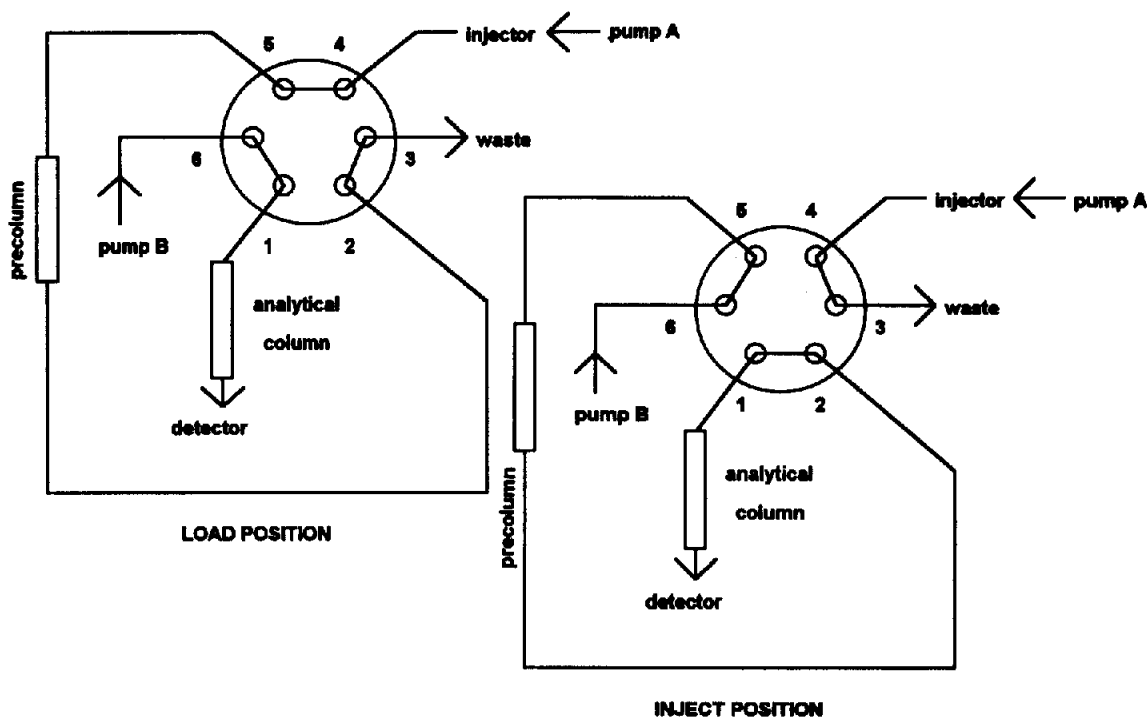 5 4 injector pump A
6 3 waste
precolumn
pump B 1 2
analytical
column
detector
LOAD POSITION
5 4 injector pump A
6 3 waste
precolumn
pump B 1 2
analytical
column
detector
INJECT POSITION